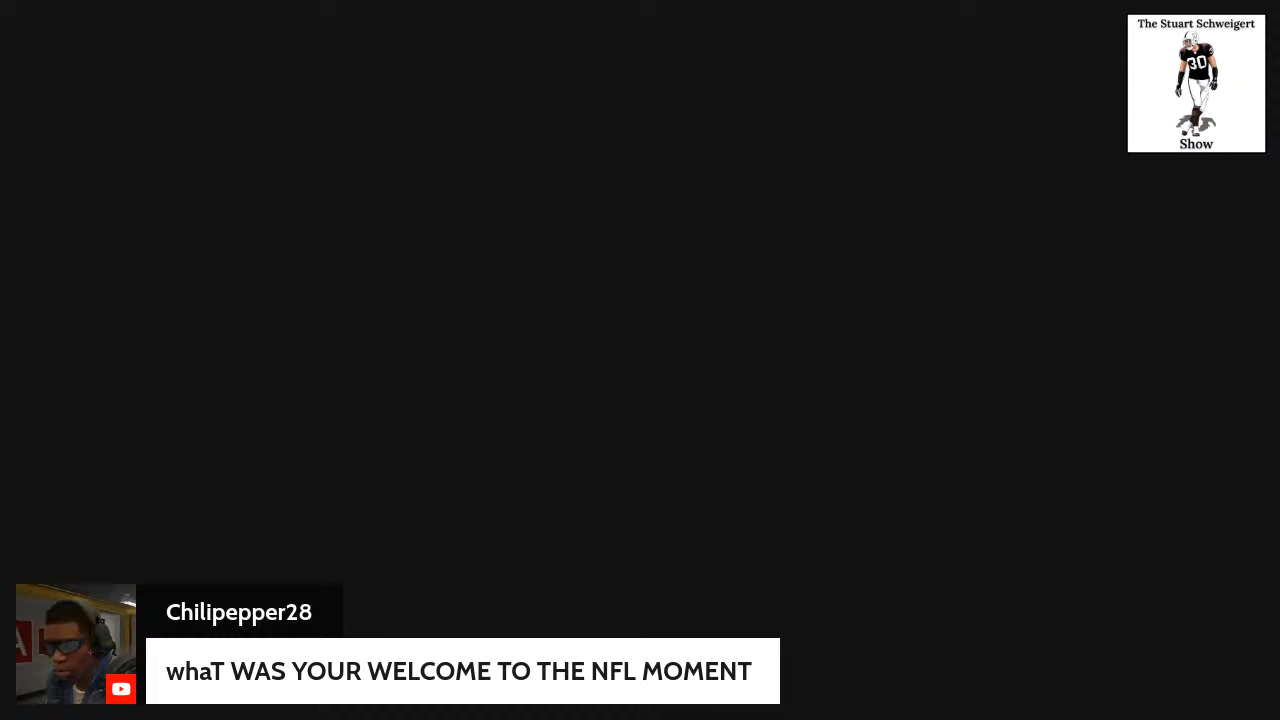 The Stuart Schweigert
30
Show
Chilipepper28
whaT WAS YOUR WELCOME TO THE NFL MOMENT